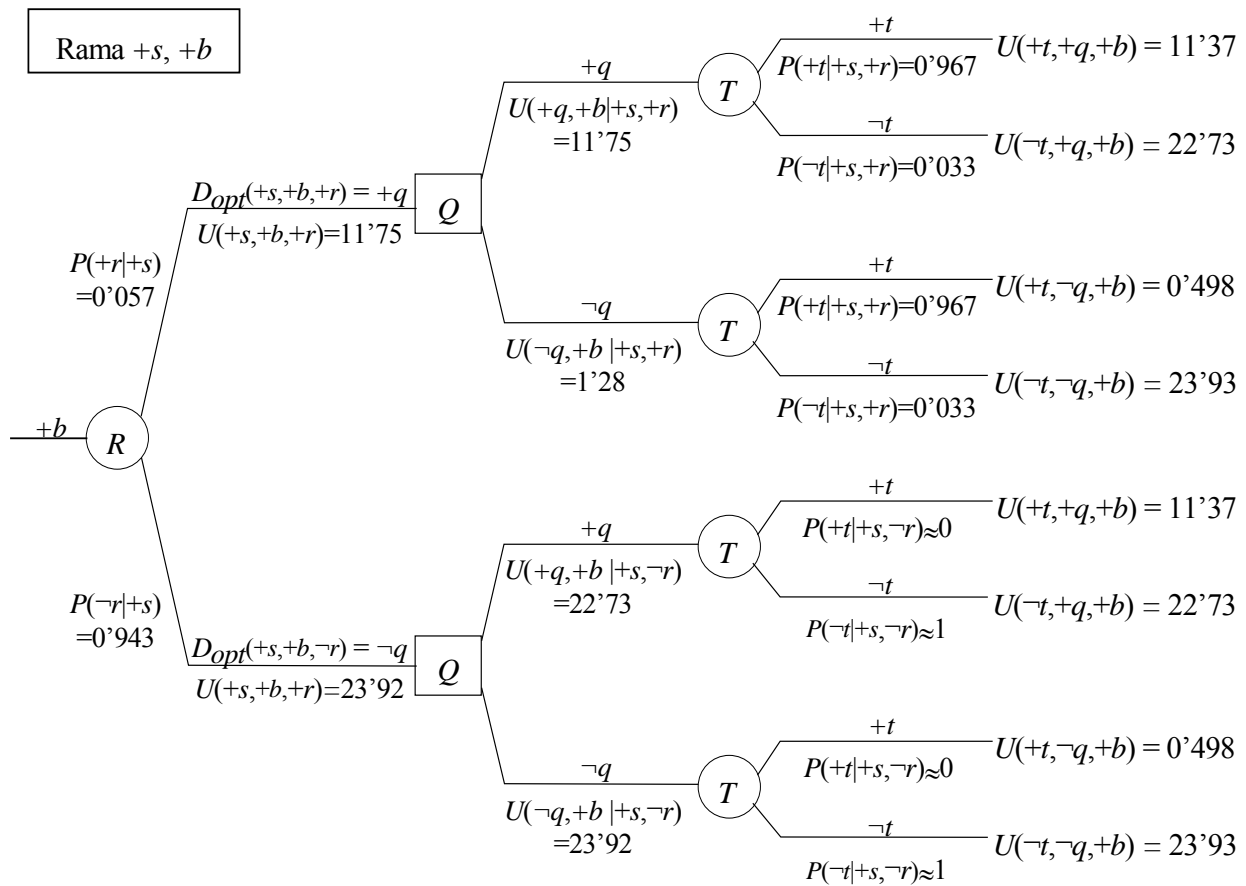 Rama +s, +b
+t
U(+t,+q,+b) = 11’37
+q
P(+t|+s,+r)=0’967
T
U(+q,+b|+s,+r)
=11’75
¬t
U(¬t,+q,+b) = 22’73
P(¬t|+s,+r)=0’033
Dopt(+s,+b,+r) = +q
Q
U(+s,+b,+r)=11’75
P(+r|+s)
=0’057
+t
U(+t,¬q,+b) = 0’498
¬q
P(+t|+s,+r)=0’967
T
U(¬q,+b |+s,+r)
=1’28
¬t
U(¬t,¬q,+b) = 23’93
P(¬t|+s,+r)=0’033
+b
R
+t
U(+t,+q,+b) = 11’37
+q
P(+t|+s,¬r)≈0
T
U(+q,+b |+s,¬r)
=22’73
¬t
U(¬t,+q,+b) = 22’73
P(¬t|+s,¬r)≈1
P(¬r|+s)
=0’943
Dopt(+s,+b,¬r) = ¬q
Q
U(+s,+b,+r)=23’92
+t
U(+t,¬q,+b) = 0’498
¬q
P(+t|+s,¬r)≈0
T
U(¬q,+b |+s,¬r)
=23’92
¬t
U(¬t,¬q,+b) = 23’93
P(¬t|+s,¬r)≈1